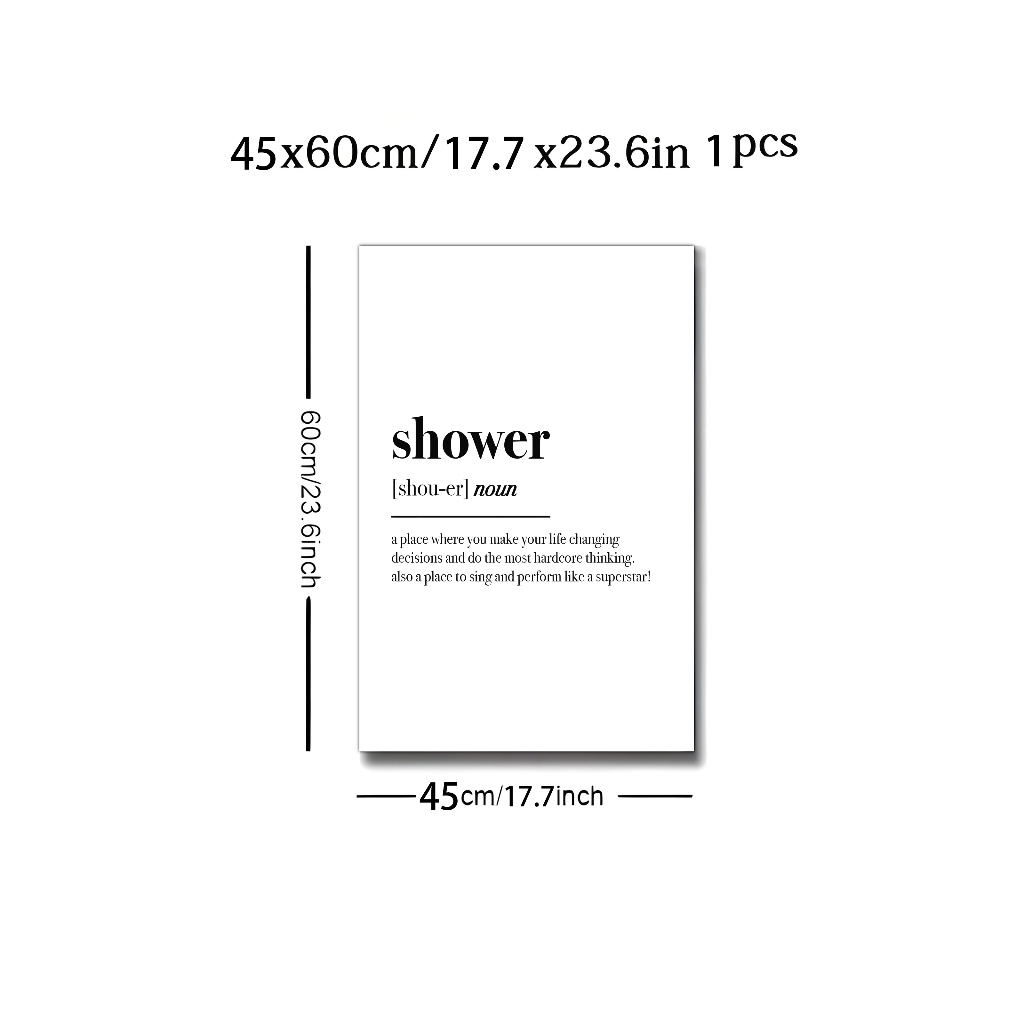 45x60cm/17.7 x23.6in 1pcs
60cm/23.6inch
shower
[shou-er] noun
a place where you make your life changing
decisions and do the most hardcore thinking.
also a place to sing and perform like a superstar!
45cm/17.7inch